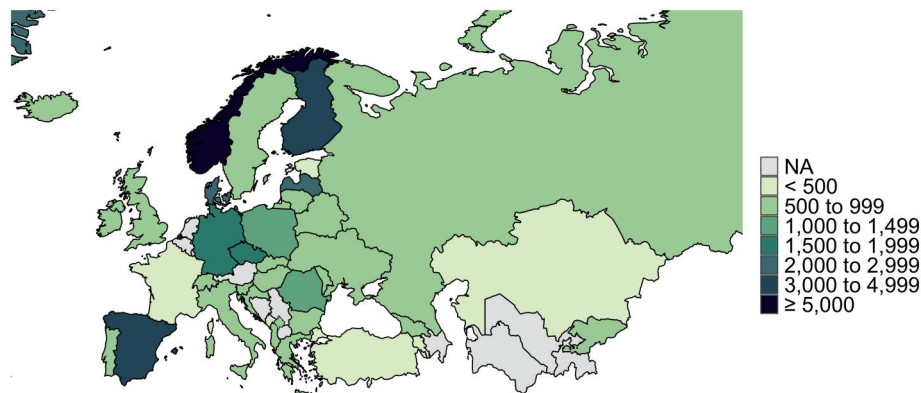 NA
< 500
500 to 999
1,000 to 1,499
1,500 to 1,999
2,000 to 2,999
3,000 to 4,999
≥ 5,000